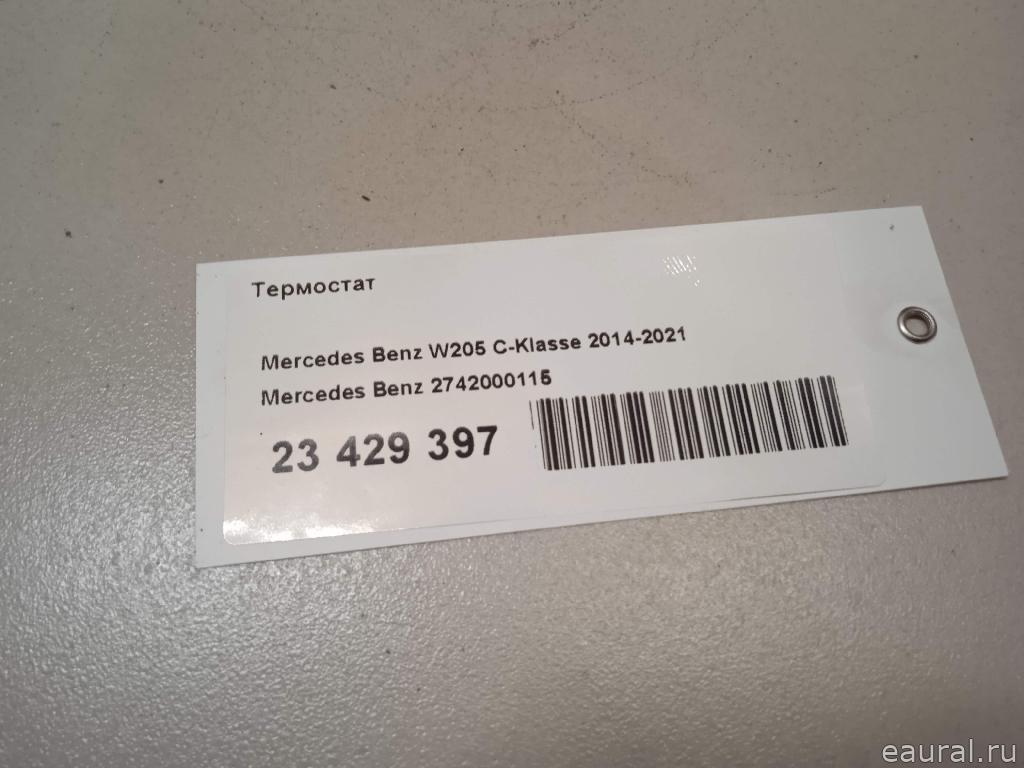 Термостат
Mercedes Benz W205 C-Klasse 2014-2021
Mercedes Benz 2742000115
23 429 397
eaural.ru